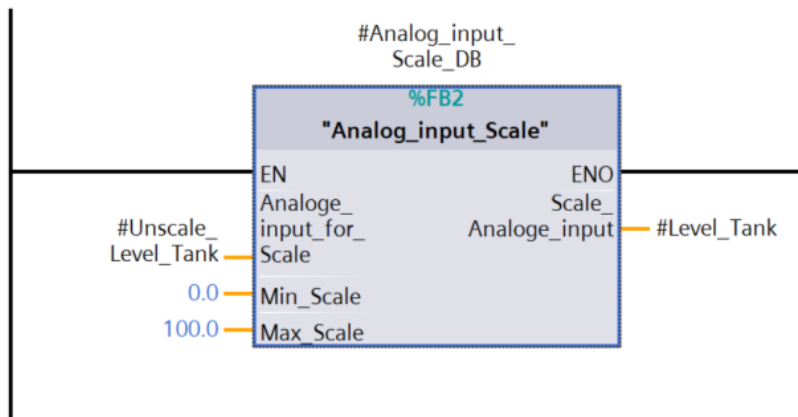 #Analog_input_
Scale_DB
%FB2
"Analog_input_Scale"
EN
ENO
Analoge_
input_for_
Scale
Scale_
Analoge_input
#Unscale_
Level_Tank
#Level_Tank
0.0
Min_Scale
100.0
Max_Scale